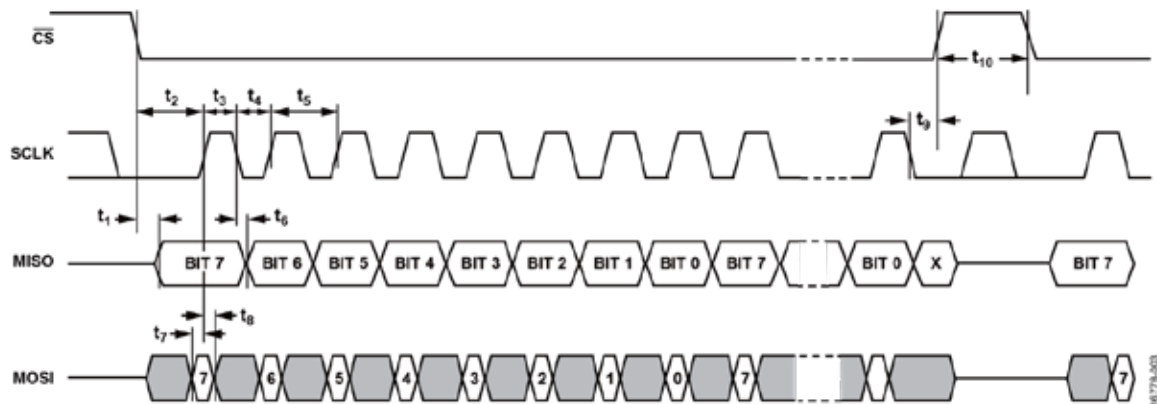 CS
t10
t2 t3 t4 t5
t9
SCLK
t1 t6
MISO BIT 7 BIT 6 BIT 5 BIT 4 BIT 3 BIT 2 BIT 1 BIT 0 BIT 7 BIT 0 X BIT 7
t7 t8
MOSI 7 6 5 4 3 2 1 0 7 7